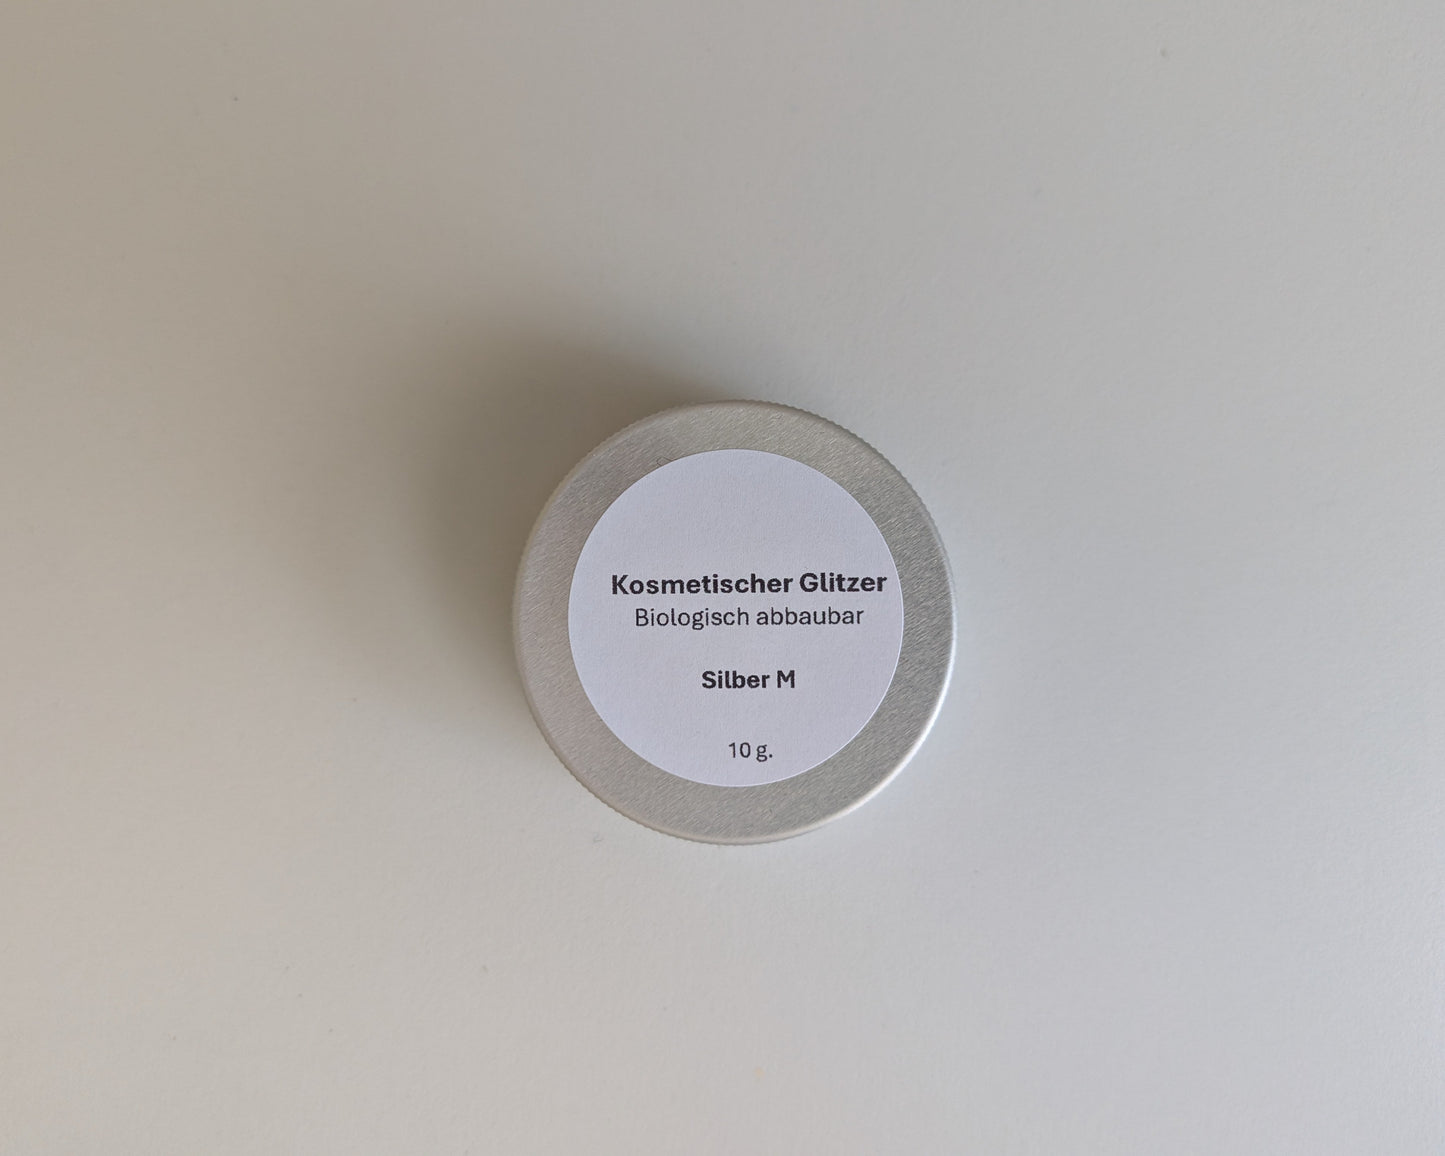 Kosmetischer Glitzer
Biologisch abbaubar
Silber M
10 g.